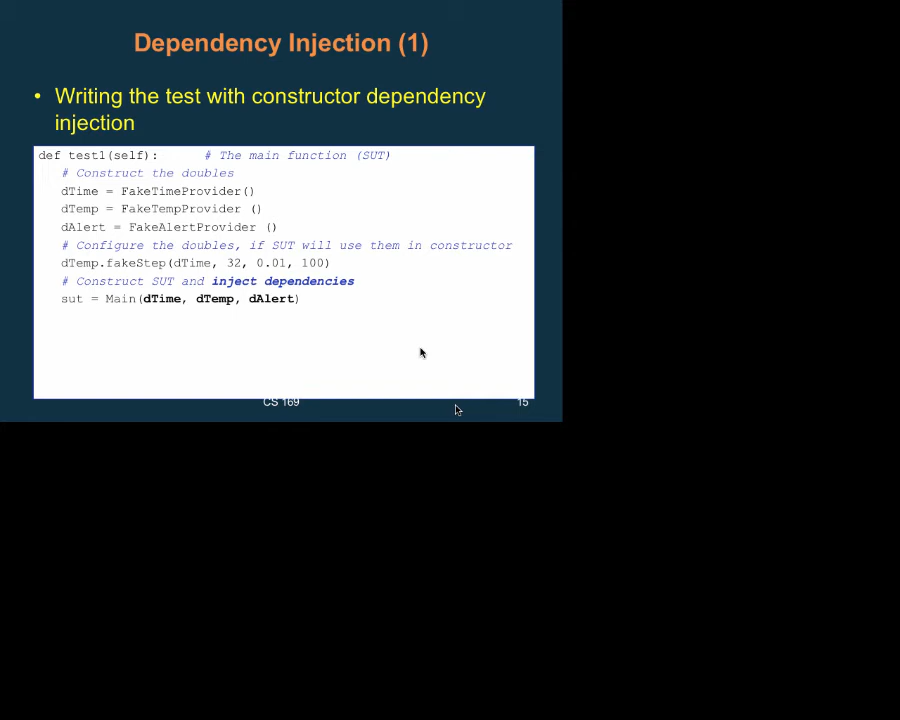 Dependency Injection (1)
• Writing the test with constructor dependency
injection
def test1(self): # The main function (SUT)
# Construct the doubles
dTime = FakeTimeProvider()
dTemp = FakeTempProvider ()
dAlert = FakeAlertProvider ()
# Configure the doubles, if SUT will use them in constructor
dTemp.fakeStep(dTime, 32, 0.01, 100)
# Construct SUT and inject dependencies
sut = Main(dTime, dTemp, dAlert)
CS 169
15